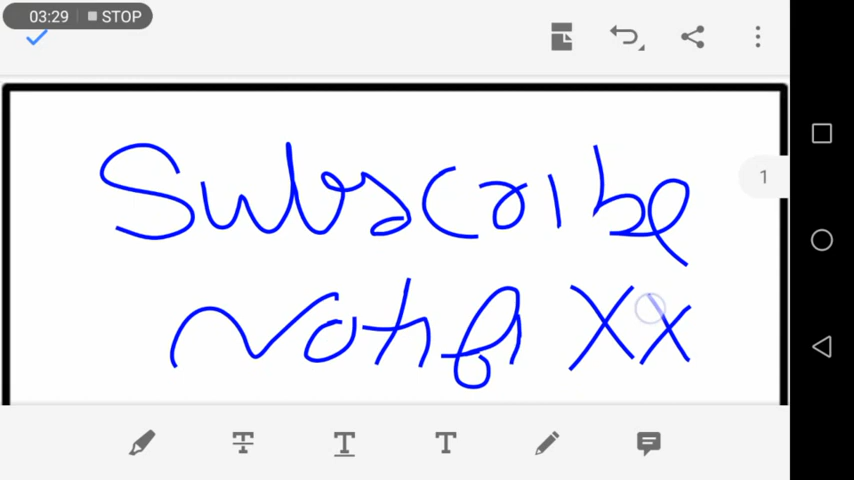 03:29 STOP
1
Subscribe
Notifi XX
T T T